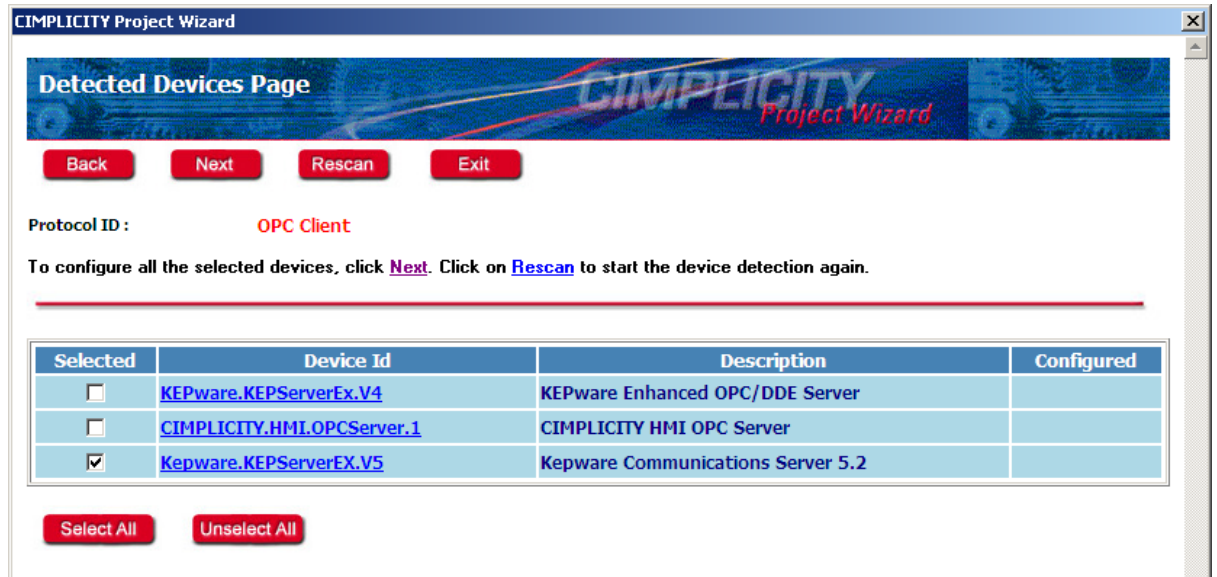 CIMPLICITY Project Wizard
Detected Devices Page
CIMPLICITY
Project Wizard
Back Next Rescan Exit
Protocol ID : OPC Client
To configure all the selected devices, click Next. Click on Rescan to start the device detection again.
Selected Device Id Description Configured
KEPware.KEPServerEx.V4 KEPware Enhanced OPC/DDE Server
CIMPLICITY.HMI.OPCServer.1 CIMPLICITY HMI OPC Server
Kepware.KEPServerEX.V5 Kepware Communications Server 5.2
Select All Unselect All